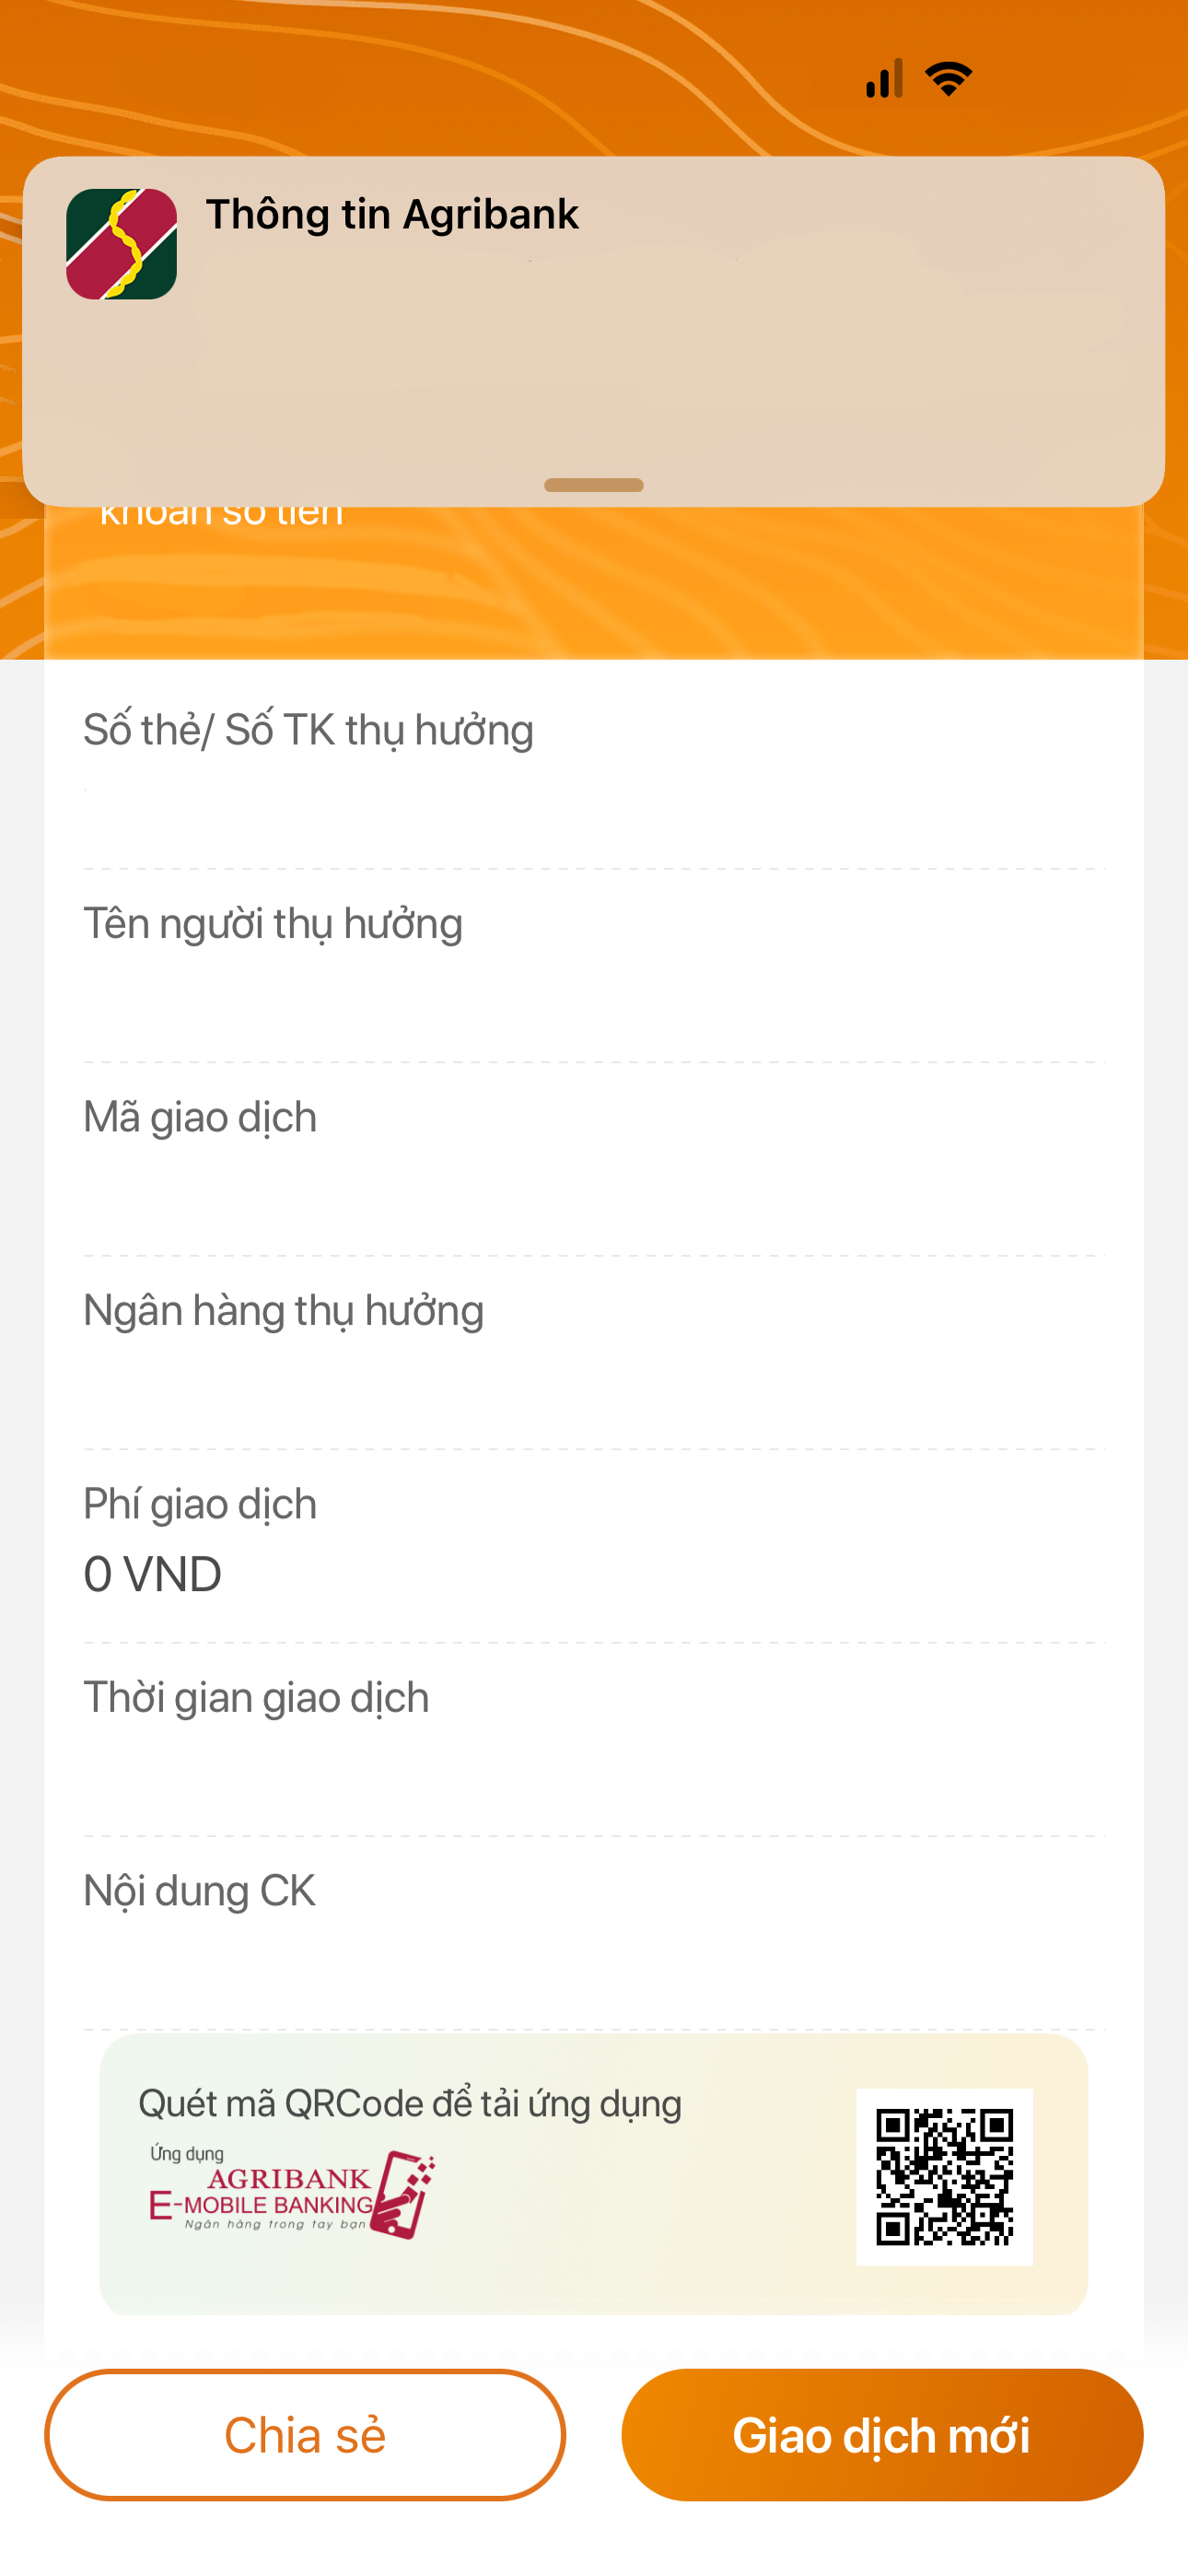 Thông tin Agribank
khoản số tiền
Số thẻ/ Số TK thụ hưởng
Tên người thụ hưởng
Mã giao dịch
Ngân hàng thụ hưởng
Phí giao dịch
0 VND
Thời gian giao dịch
Nội dung CK
Quét mã QRCode để tải ứng dụng
Ứng dụng
AGRIBANK
E-MOBILE BANKING
Ngân hàng trong tay bạn
Chia sẻ
Giao dịch mới